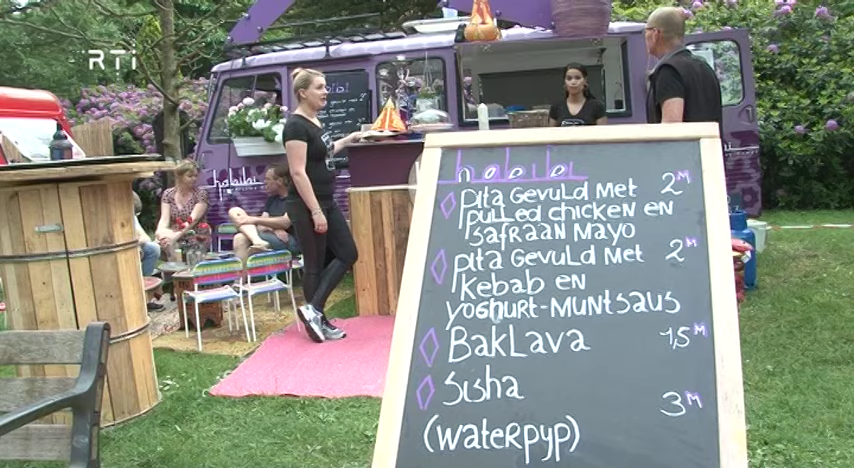 RTi
habibi
habibi
habibi
pita gevuld met 2M
pulled chicken en
safraan mayo
pita gevuld met 2M
kebab en
yoghurt-muntsaus
Baklava 1,5M
Sisha
3M
(waterpyp)